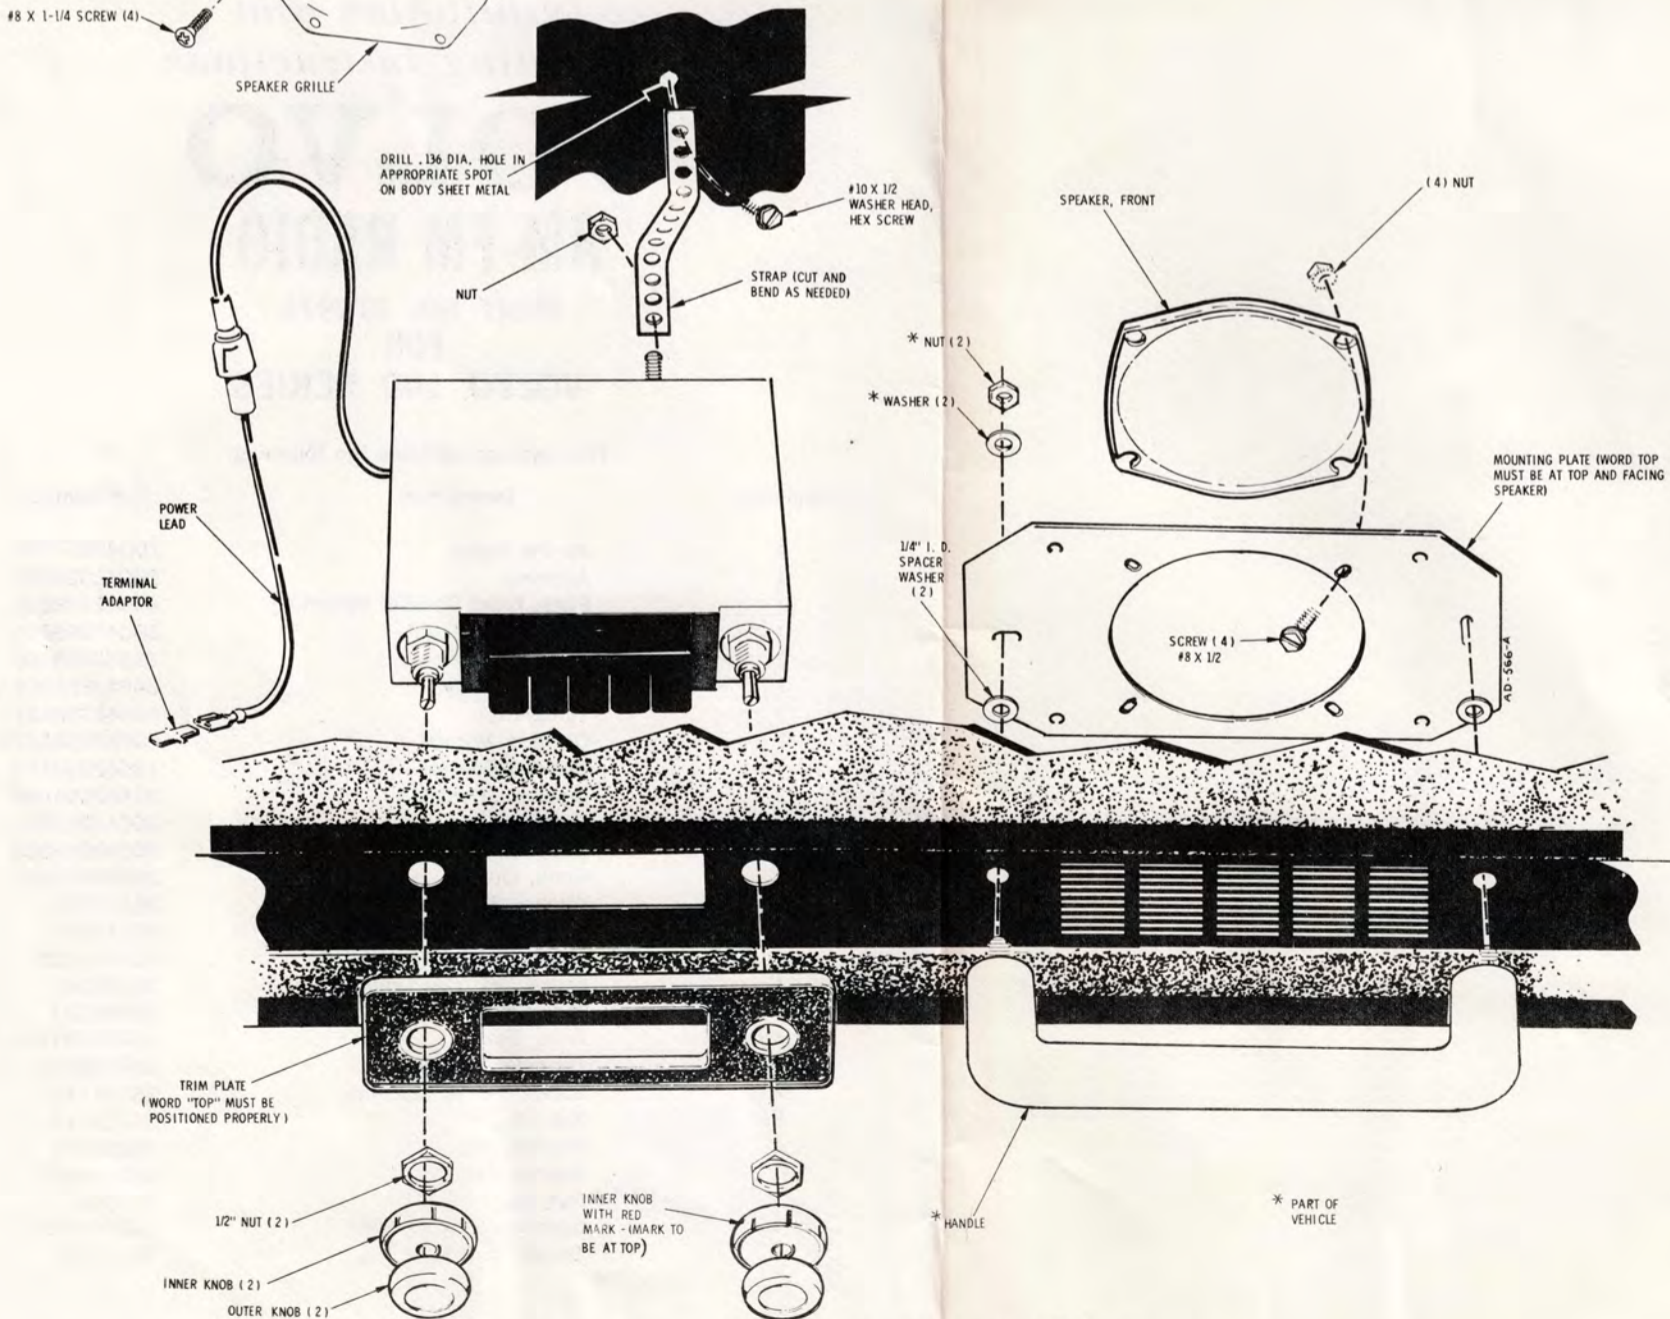 #8 X 1-1/4 SCREW (4)
SPEAKER GRILLE
DRILL .136 DIA. HOLE IN
APPROPRIATE SPOT
ON BODY SHEET METAL
#10 X 1/2
WASHER HEAD,
HEX SCREW
NUT
STRAP (CUT AND
BEND AS NEEDED)
(4) NUT
SPEAKER, FRONT
* NUT (2)
* WASHER (2)
MOUNTING PLATE (WORD TOP
MUST BE AT TOP AND FACING
SPEAKER)
1/4" I. D.
SPACER
WASHER
(2)
SCREW (4)
#8 X 1/2
AD-566-A
POWER
LEAD
TERMINAL
ADAPTOR
TRIM PLATE
(WORD "TOP" MUST BE
POSITIONED PROPERLY)
1/2" NUT (2)
INNER KNOB (2)
OUTER KNOB (2)
INNER KNOB
WITH RED
MARK - (MARK TO
BE AT TOP)
* HANDLE
* PART OF
VEHICLE